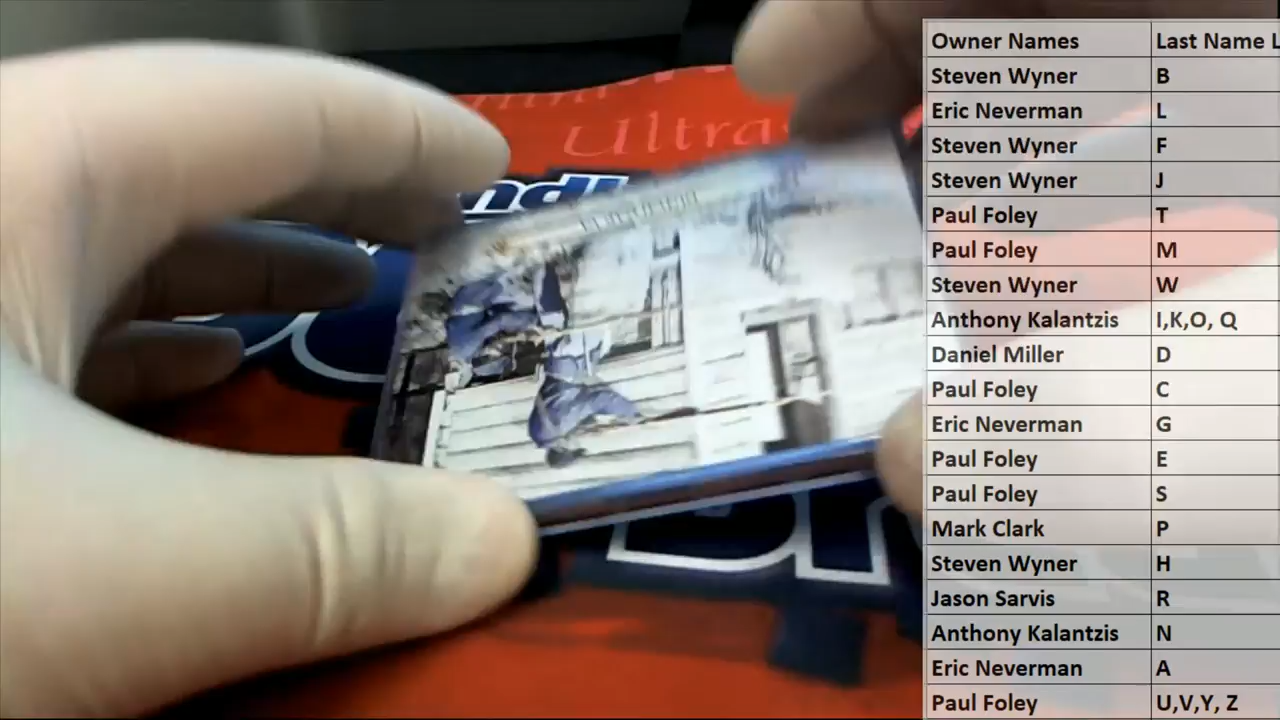 Ultra
Owner Names Last Name L
Steven Wyner B
Eric Neverman L
Steven Wyner F
Steven Wyner J
Paul Foley T
Paul Foley M
Steven Wyner W
Anthony Kalantzis I,K,O, Q
Daniel Miller D
Paul Foley C
Eric Neverman G
Paul Foley E
Paul Foley S
Mark Clark P
Steven Wyner H
Jason Sarvis R
Anthony Kalantzis N
Eric Neverman A
Paul Foley U,V,Y, Z